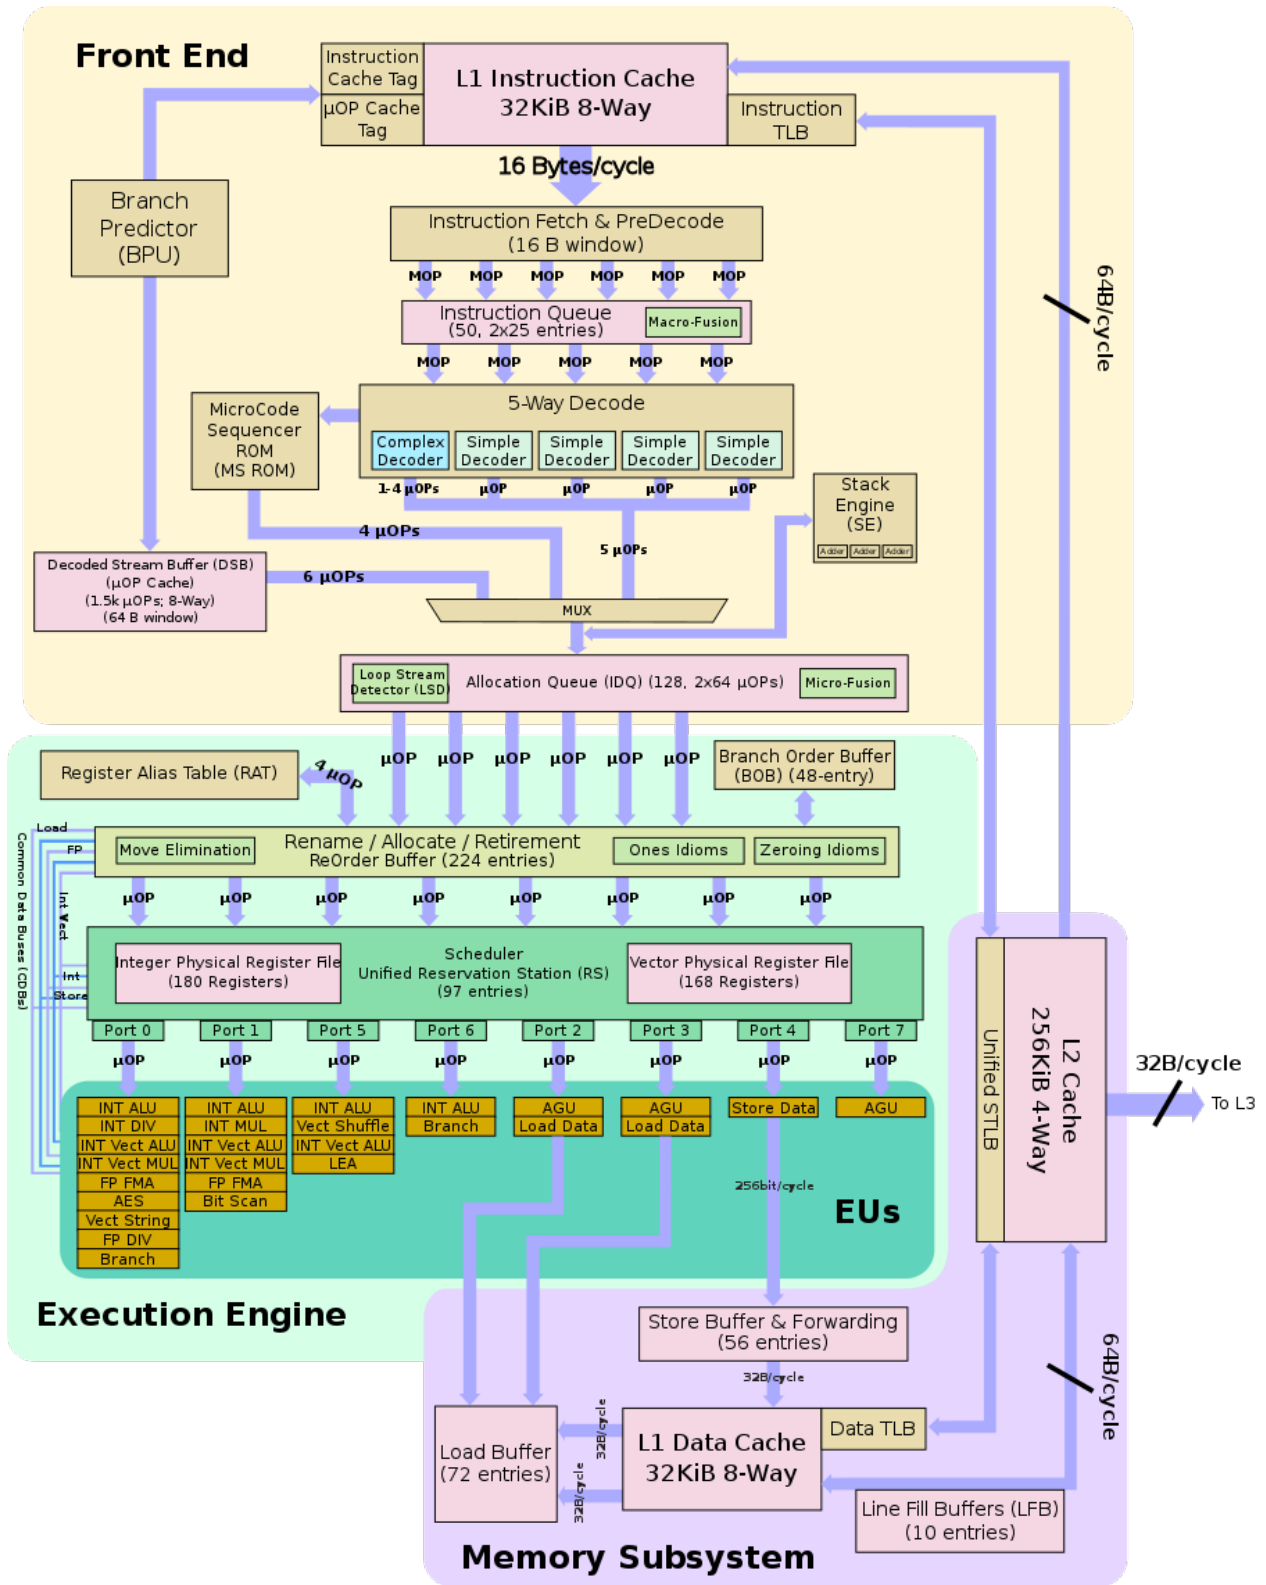 Front End
Instruction
Cache Tag
μOP Cache
Tag
L1 Instruction Cache
32KiB 8-Way
Instruction
TLB
16 Bytes/cycle
Branch
Predictor
(BPU)
Instruction Fetch & PreDecode
(16 B window)
MOP MOP MOP MOP MOP MOP
64B/cycle
Instruction Queue
(50, 2x25 entries)
Macro-Fusion
MOP MOP MOP MOP MOP
MicroCode
Sequencer
ROM
(MS ROM)
5-Way Decode
Complex
Decoder
Simple
Decoder
Simple
Decoder
Simple
Decoder
Simple
Decoder
1-4 μOPs μOP μOP μOP μOP
Stack
Engine
(SE)
Adder Adder Adder
4 μOPs
5 μOPs
Decoded Stream Buffer (DSB)
(μOP Cache)
(1.5k μOPs; 8-Way)
(64 B window)
6 μOPs
MUX
Loop Stream
Detector (LSD)
Allocation Queue (IDQ) (128, 2x64 μOPs)
Micro-Fusion
Register Alias Table (RAT)
4 μOP
μOP μOP μOP μOP μOP μOP
Branch Order Buffer
(BOB) (48-entry)
Load
FP
Common Data Buses (CDBs)
Int Vect
Int
Store
Move Elimination
Rename / Allocate / Retirement
ReOrder Buffer (224 entries)
Ones Idioms
Zeroing Idioms
μOP μOP μOP μOP μOP μOP μOP μOP
Integer Physical Register File
(180 Registers)
Scheduler
Unified Reservation Station (RS)
(97 entries)
Vector Physical Register File
(168 Registers)
Port 0 Port 1 Port 5 Port 6 Port 2 Port 3 Port 4 Port 7
μOP μOP μOP μOP μOP μOP μOP μOP
INT ALU
INT DIV
INT Vect ALU
INT Vect MUL
FP FMA
AES
Vect String
FP DIV
Branch
INT ALU
INT MUL
INT Vect ALU
INT Vect MUL
FP FMA
Bit Scan
INT ALU
Vect Shuffle
INT Vect ALU
LEA
INT ALU
Branch
AGU
Load Data
AGU
Load Data
Store Data
AGU
256bit/cycle
EUs
Execution Engine
Unified STLB
L2 Cache
256KiB 4-Way
32B/cycle
To L3
Store Buffer & Forwarding
(56 entries)
32B/cycle
64B/cycle
Load Buffer
(72 entries)
32B/cycle
32B/cycle
L1 Data Cache
32KiB 8-Way
Data TLB
Line Fill Buffers (LFB)
(10 entries)
Memory Subsystem